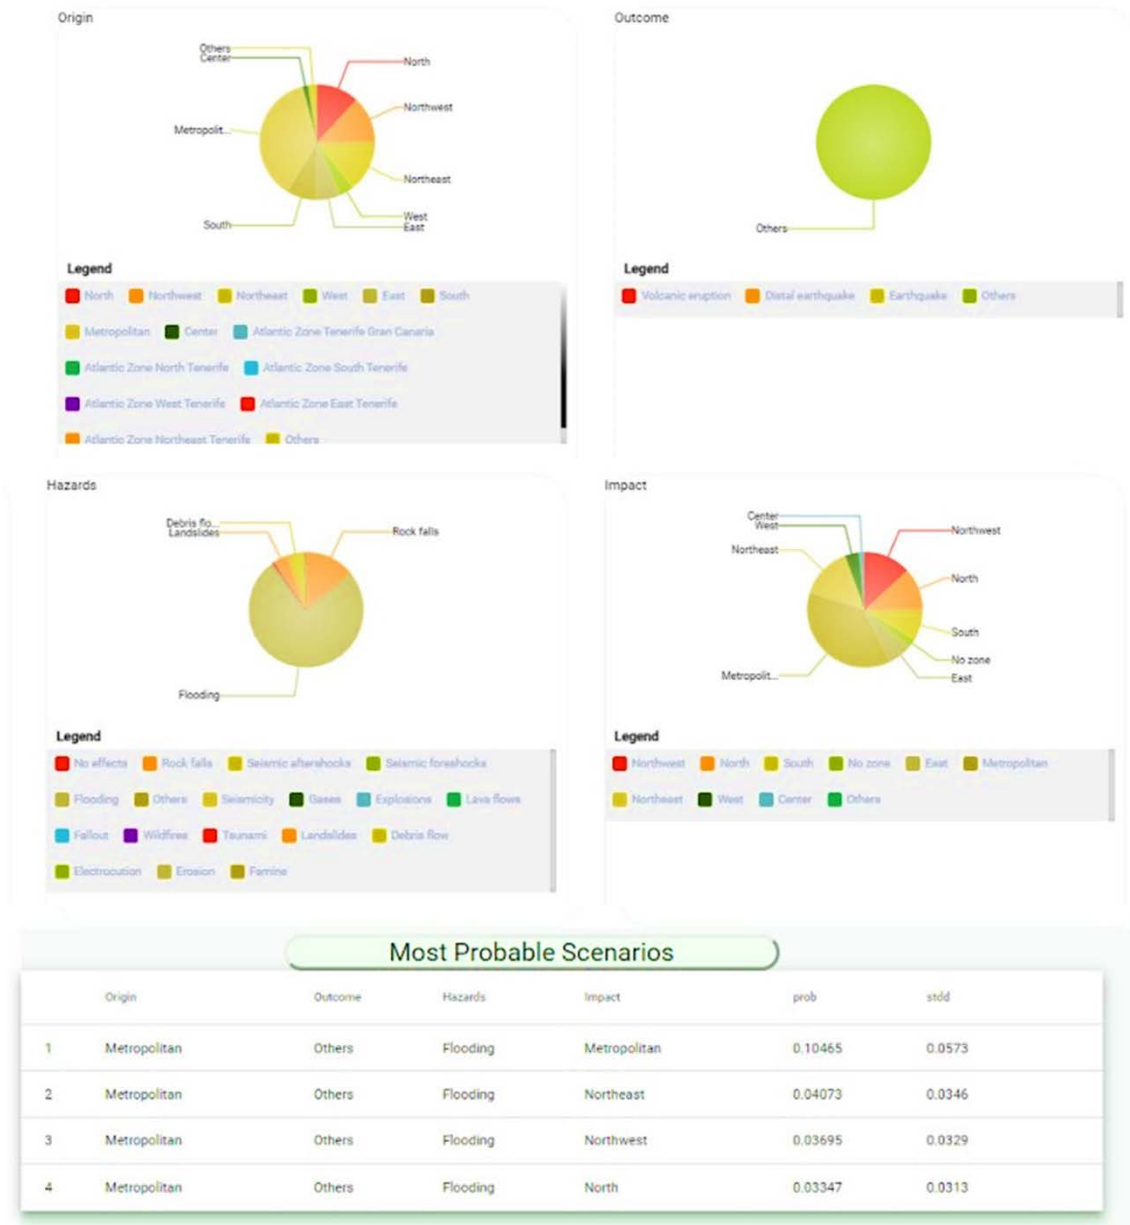 Origin
Others
Center
North
Northwest
Metropolit...
Northeast
West
South
East
Legend
North Northwest Northeast West East South
Metropolitan Center Atlantic Zone Tenerife Gran Canaria
Atlantic Zone North Tenerife Atlantic Zone South Tenerife
Atlantic Zone West Tenerife Atlantic Zone East Tenerife
Atlantic Zone Northeast Tenerife Others
Outcome
Others
Legend
Volcanic eruption Distal earthquake Earthquake Others
Hazards
Debris flo...
Landslides
Rock falls
Flooding
Legend
No effects Rock falls Seismic aftershocks Seismic foreshocks
Flooding Others Seismicity Gases Explosions Lava flows
Fallout Wildfires Tsunami Landslides Debris flow
Electrocution Erosion Famine
Impact
Center
West
Northwest
Northeast
North
South
No zone
Metropolit...
East
Legend
Northwest North South No zone East Metropolitan
Northeast West Center Others
Most Probable Scenarios
Origin Outcome Hazards Impact prob stdd
1 Metropolitan Others Flooding Metropolitan 0.10465 0.0573
2 Metropolitan Others Flooding Northeast 0.04073 0.0346
3 Metropolitan Others Flooding Northwest 0.03695 0.0329
4 Metropolitan Others Flooding North 0.03347 0.0313